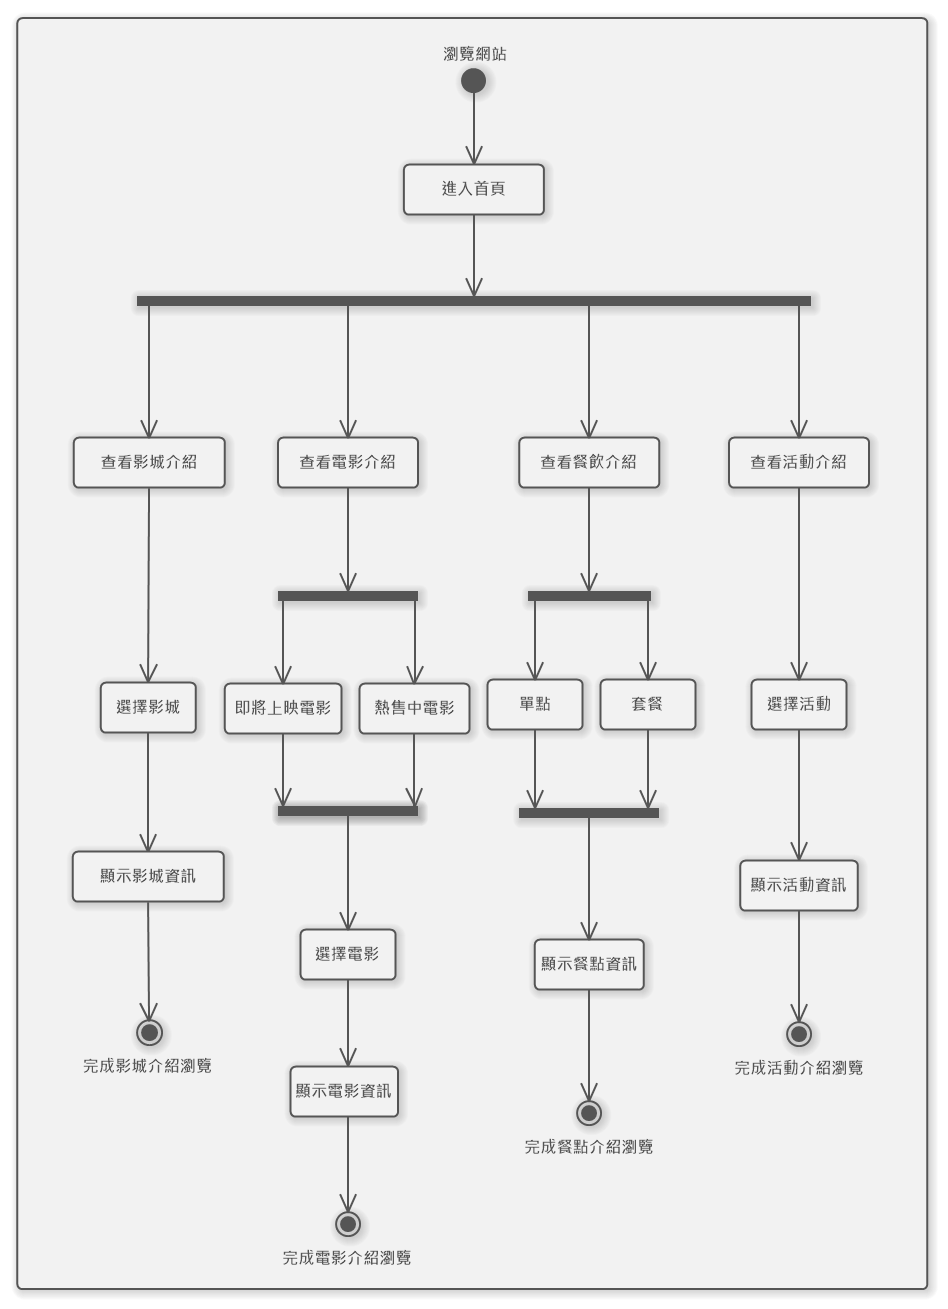 瀏覽網站
進入首頁
查看影城介紹
查看電影介紹
查看餐飲介紹
查看活動介紹
選擇影城
即將上映電影
熱售中電影
單點
套餐
選擇活動
顯示影城資訊
顯示活動資訊
選擇電影
顯示餐點資訊
完成影城介紹瀏覽
完成活動介紹瀏覽
顯示電影資訊
完成餐點介紹瀏覽
完成電影介紹瀏覽